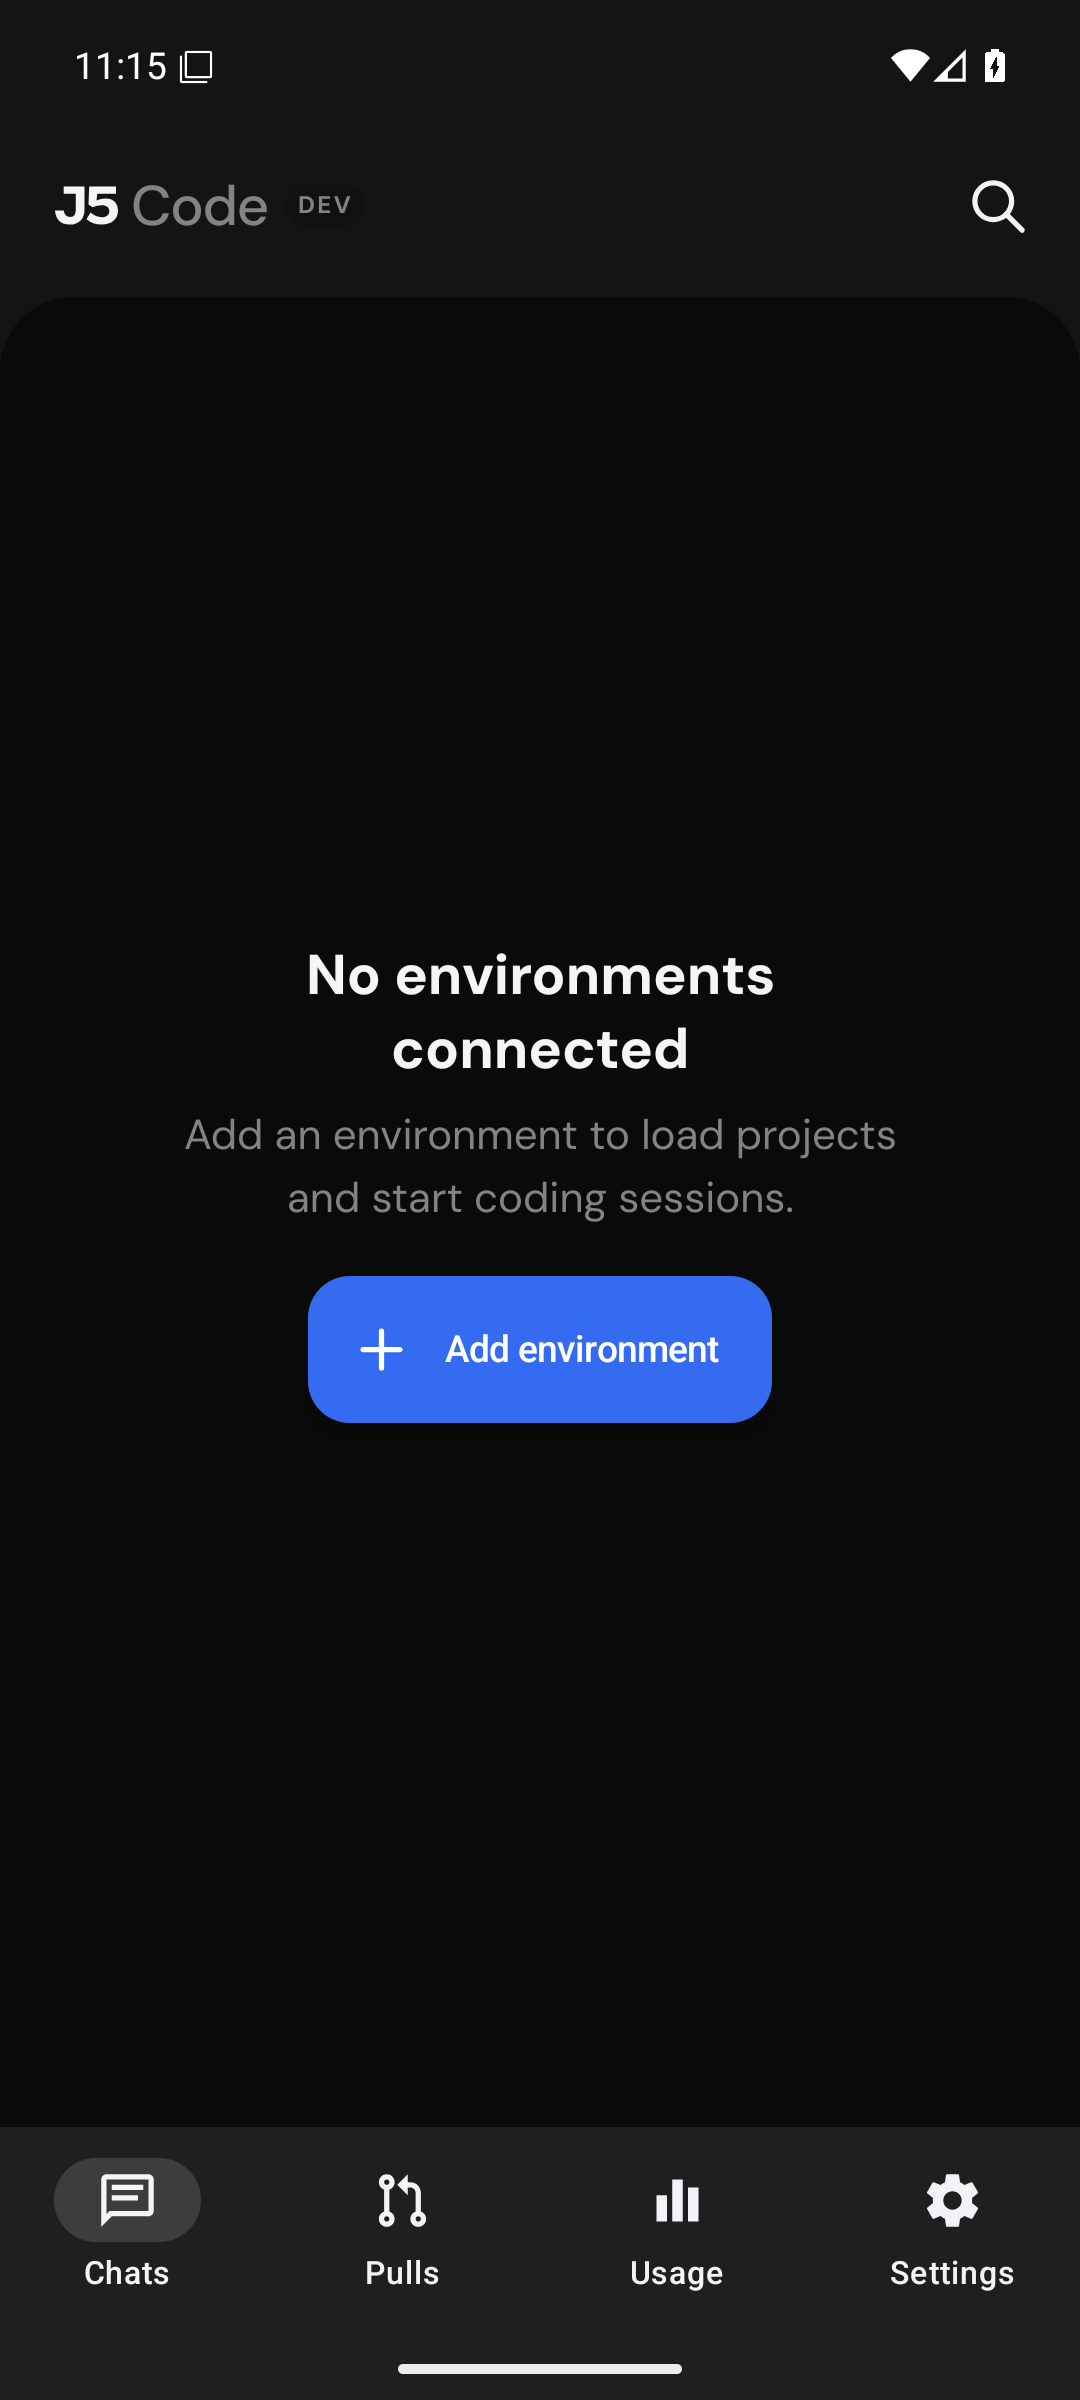 11:15
J5 Code DEV
No environments
connected
Add an environment to load projects
and start coding sessions.
Add environment
Chats Pulls Usage Settings